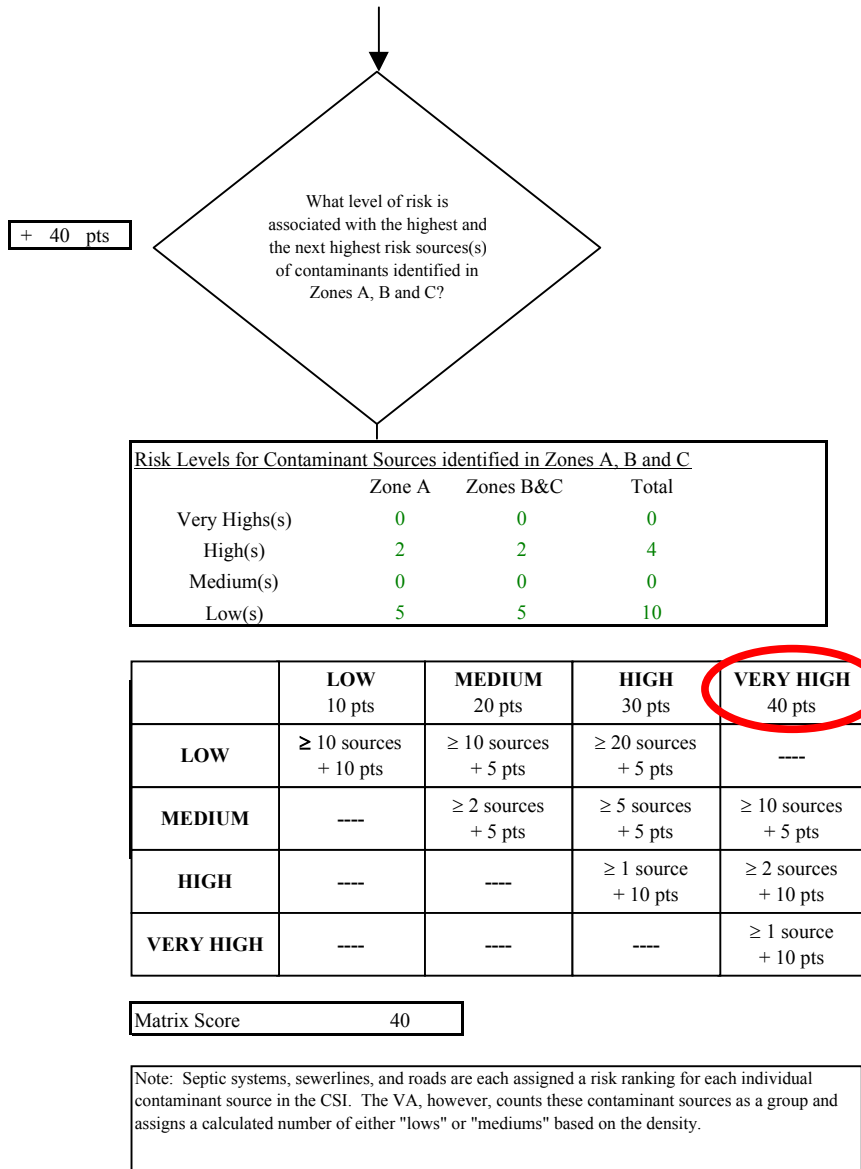 What level of risk is
associated with the highest and
the next highest risk sources(s)
of contaminants identified in
Zones A, B and C?
+ 40 pts
Risk Levels for Contaminant Sources identified in Zones A, B and C
Zone A Zones B&C Total
Very Highs(s) 0 0 0
High(s) 2 2 4
Medium(s) 0 0 0
Low(s) 5 5 10
LOW MEDIUM HIGH VERY HIGH
10 pts 20 pts 30 pts 40 pts
LOW ≥ 10 sources ≥ 10 sources ≥ 20 sources ----
+ 10 pts + 5 pts + 5 pts
MEDIUM ---- ≥ 2 sources ≥ 5 sources ≥ 10 sources
+ 5 pts + 5 pts + 5 pts
HIGH ---- ---- ≥ 1 source ≥ 2 sources
+ 10 pts + 10 pts
VERY HIGH ---- ---- ---- ≥ 1 source
+ 10 pts
Matrix Score 40
Note: Septic systems, sewerlines, and roads are each assigned a risk ranking for each individual
contaminant source in the CSI. The VA, however, counts these contaminant sources as a group and
assigns a calculated number of either "lows" or "mediums" based on the density.